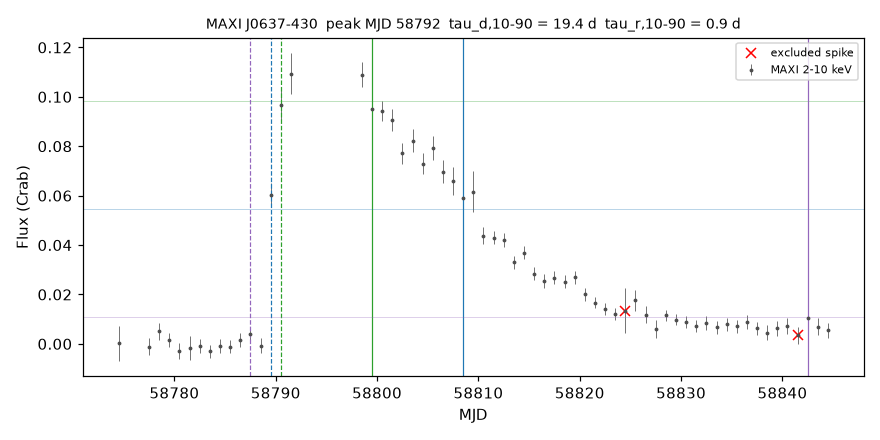 MAXI J0637-430  peak MJD 58792  tau_d,10-90 = 19.4 d  tau_r,10-90 = 0.9 d
excluded spike
MAXI 2-10 keV
Flux (Crab)
0.12
0.10
0.08
0.06
0.04
0.02
0.00
58780
58790
58800
58810
58820
58830
58840
MJD